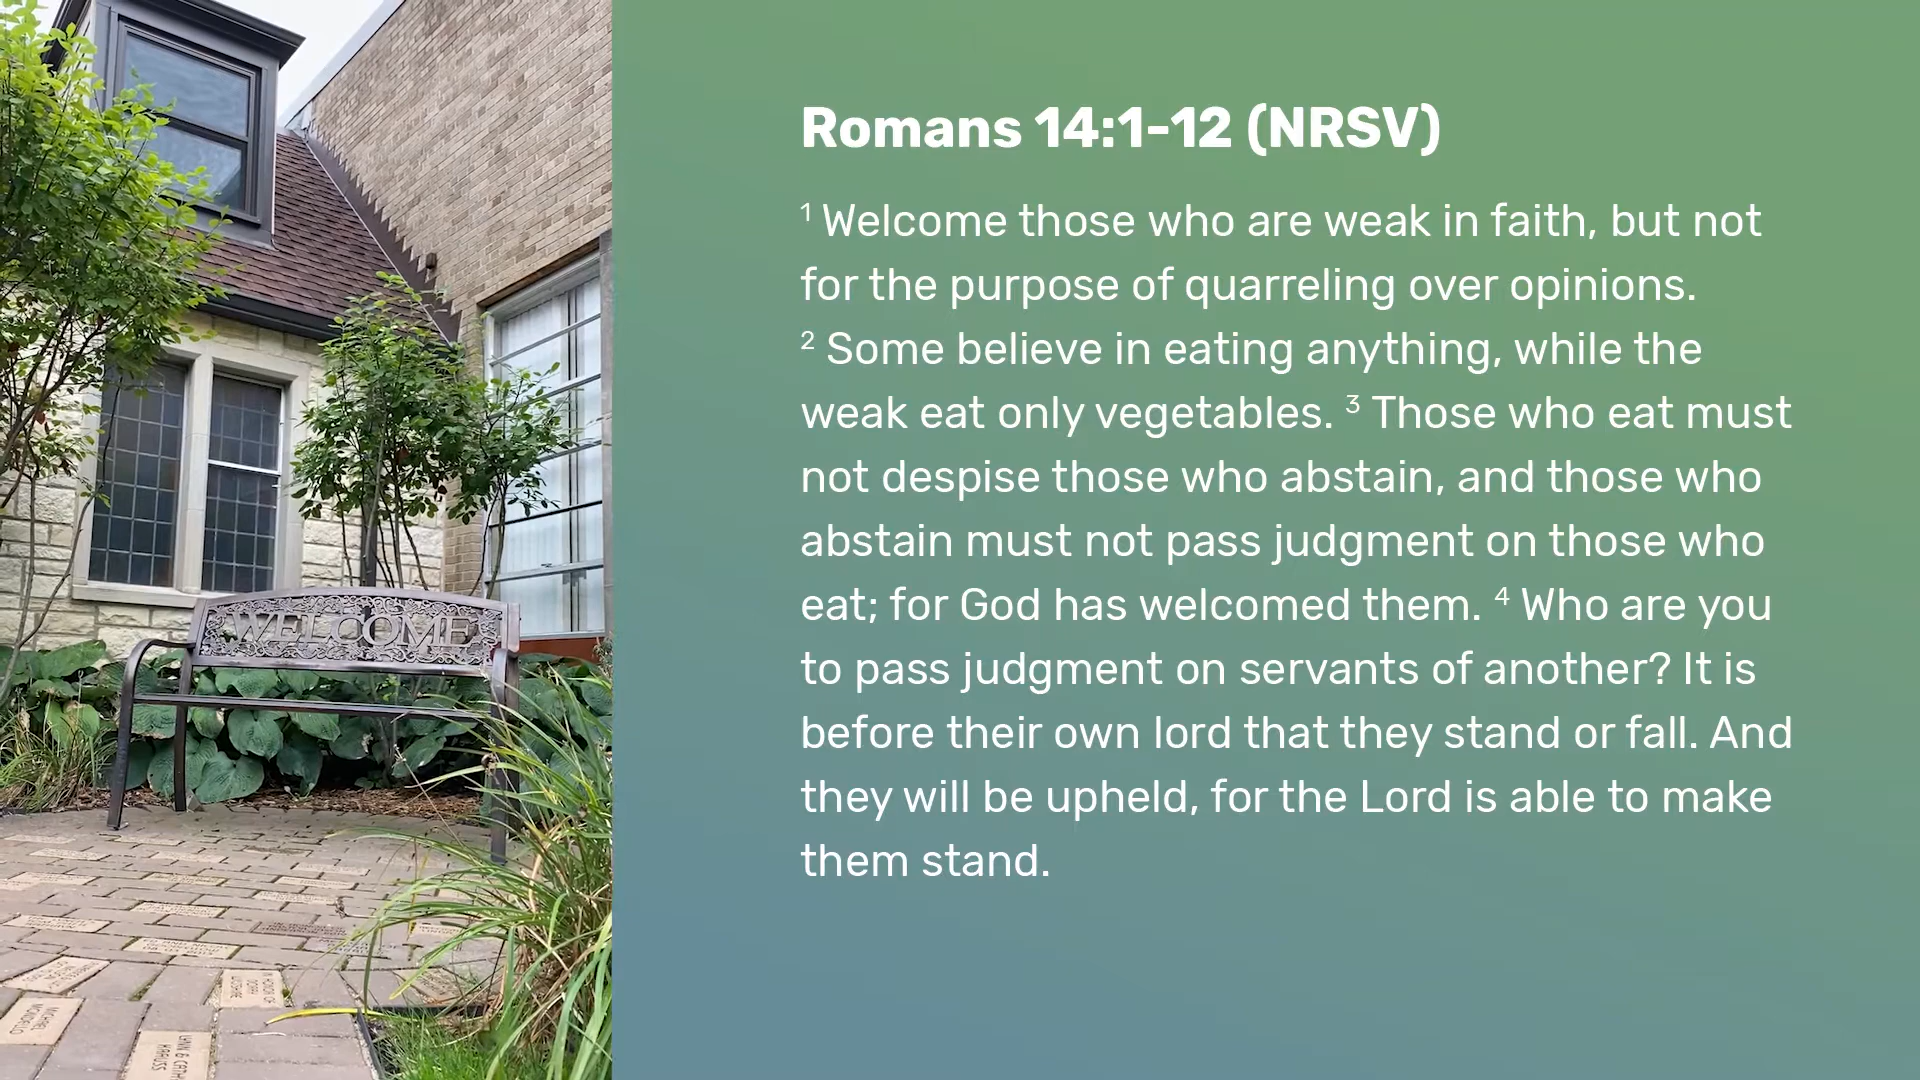 Romans 14:1-12 (NRSV)
1 Welcome those who are weak in faith, but not
for the purpose of quarreling over opinions.
2 Some believe in eating anything, while the
weak eat only vegetables. 3 Those who eat must
not despise those who abstain, and those who
abstain must not pass judgment on those who
eat; for God has welcomed them. 4 Who are you
to pass judgment on servants of another? It is
before their own lord that they stand or fall. And
they will be upheld, for the Lord is able to make
them stand.
WELCOME